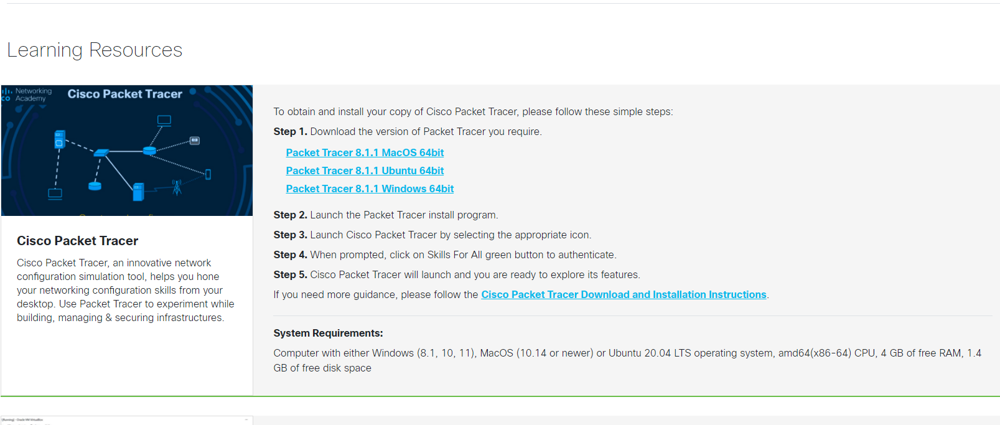 Learning Resources
Networking
Academy
Cisco Packet Tracer
Cisco Packet Tracer
Cisco Packet Tracer, an innovative network
configuration simulation tool, helps you hone
your networking configuration skills from your
desktop. Use Packet Tracer to experiment while
building, managing & securing infrastructures.
To obtain and install your copy of Cisco Packet Tracer, please follow these simple steps:
Step 1. Download the version of Packet Tracer you require.
Packet Tracer 8.1.1 MacOS 64bit
Packet Tracer 8.1.1 Ubuntu 64bit
Packet Tracer 8.1.1 Windows 64bit
Step 2. Launch the Packet Tracer install program.
Step 3. Launch Cisco Packet Tracer by selecting the appropriate icon.
Step 4. When prompted, click on Skills For All green button to authenticate.
Step 5. Cisco Packet Tracer will launch and you are ready to explore its features.
If you need more guidance, please follow the Cisco Packet Tracer Download and Installation Instructions.
System Requirements:
Computer with either Windows (8.1, 10, 11), MacOS (10.14 or newer) or Ubuntu 20.04 LTS operating system, amd64(x86-64) CPU, 4 GB of free RAM, 1.4
GB of free disk space
[Running] - Oracle VM VirtualBox